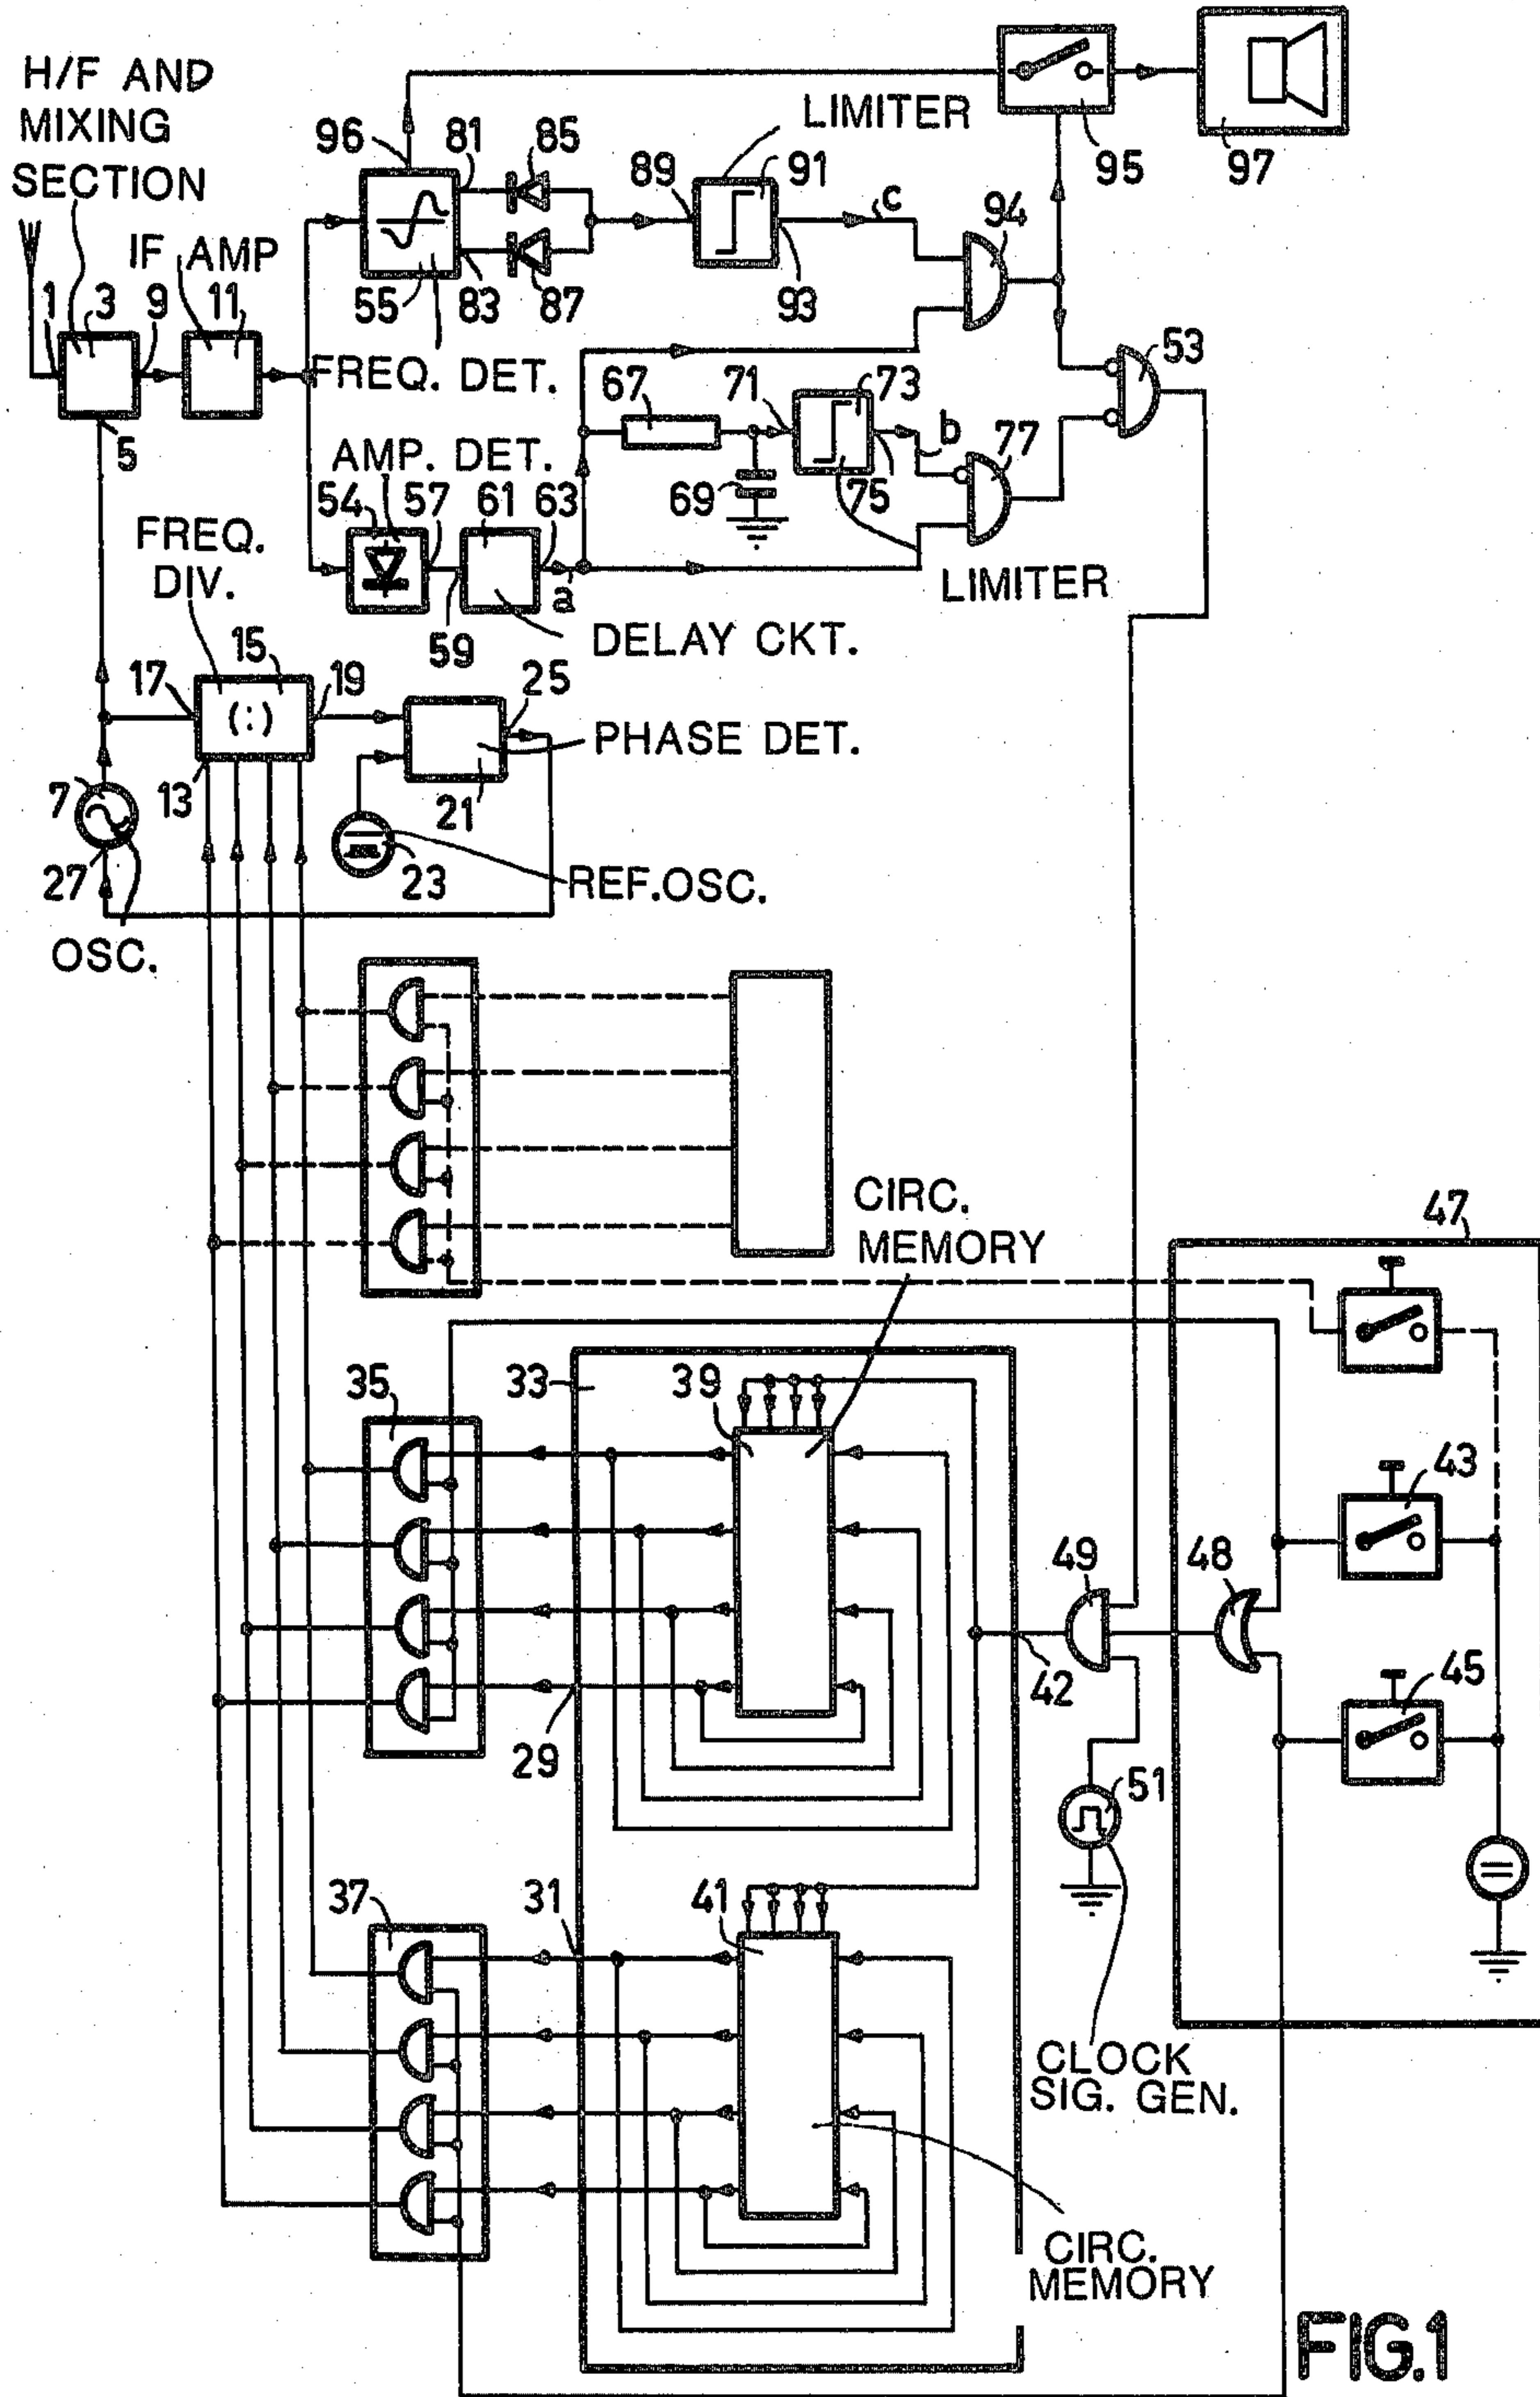 H/F AND
MIXING
SECTION
LIMITER
96
81
85
89
91
c
94
95
97
IF AMP
1
3
9
11
55
83
87
93
FREQ. DET.
53
5
67
71
73
b
77
AMP. DET.
54
57
61
63
69
75
a
LIMITER
FREQ.
DIV.
59
DELAY CKT.
15
17
19
25
(:)
PHASE DET.
7
13
21
27
23
REF.OSC.
OSC.
CIRC.
MEMORY
47
35
33
39
43
49
48
42
45
29
51
37
31
41
CLOCK
SIG. GEN.
CIRC.
MEMORY
FIG.1